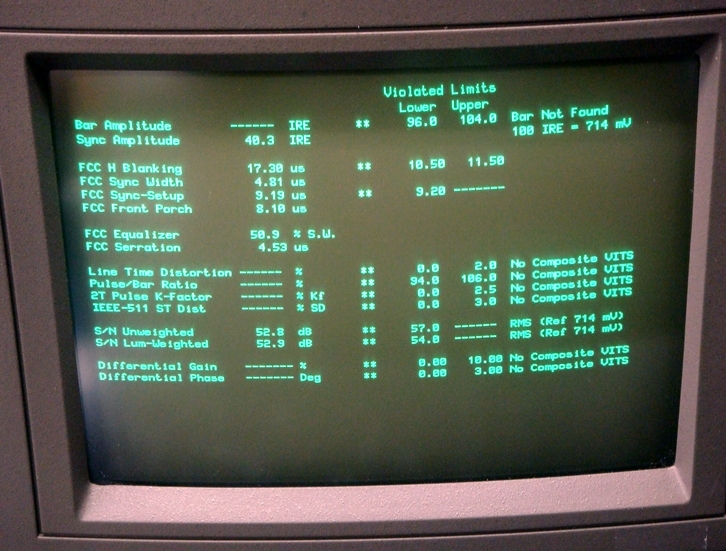 Violated Limits
Lower Upper
Bar Amplitude ------ IRE ** 96.0 104.0 Bar Not Found
Sync Amplitude 40.3 IRE 100 IRE = 714 mV
FCC H Blanking 17.30 us ** 10.50 11.50
FCC Sync Width 4.81 us
FCC Sync-Setup 9.19 us ** 9.20 -------
FCC Front Porch 8.10 us
FCC Equalizer 50.9 % S.W.
FCC Serration 4.53 us
Line Time Distortion ------ % ** 0.0 2.0 No Composite VITS
Pulse/Bar Ratio ------ % ** 94.0 106.0 No Composite VITS
2T Pulse K-Factor ------ % Kf ** 0.0 2.5 No Composite VITS
IEEE-511 ST Dist ------ % SD ** 0.0 3.0 No Composite VITS
S/N Unweighted 52.8 dB ** 57.0 ------ RMS (Ref 714 mV)
S/N Lum-Weighted 52.9 dB ** 54.0 ------ RMS (Ref 714 mV)
Differential Gain ------- % ** 0.00 10.00 No Composite VITS
Differential Phase ------- Deg ** 0.00 3.00 No Composite VITS